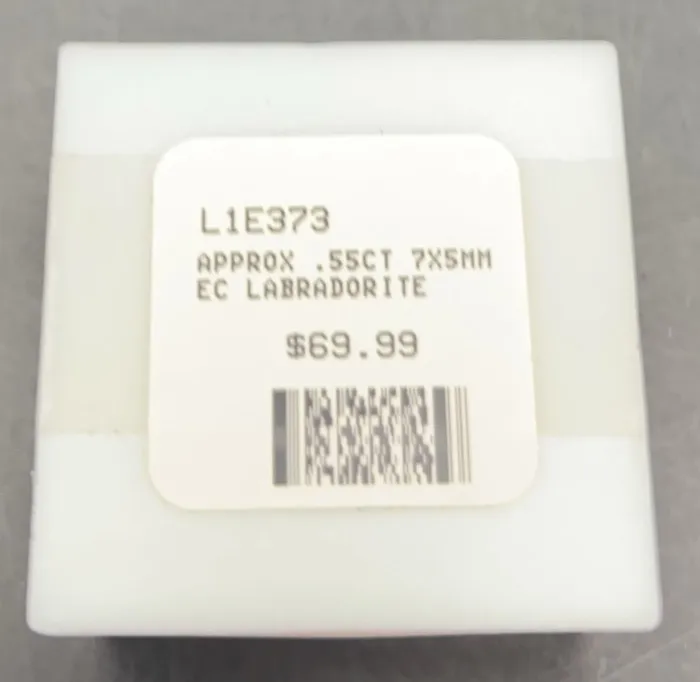 L1E373
APPROX .55CT 7X5MM
EC LABRADORITE
$69.99